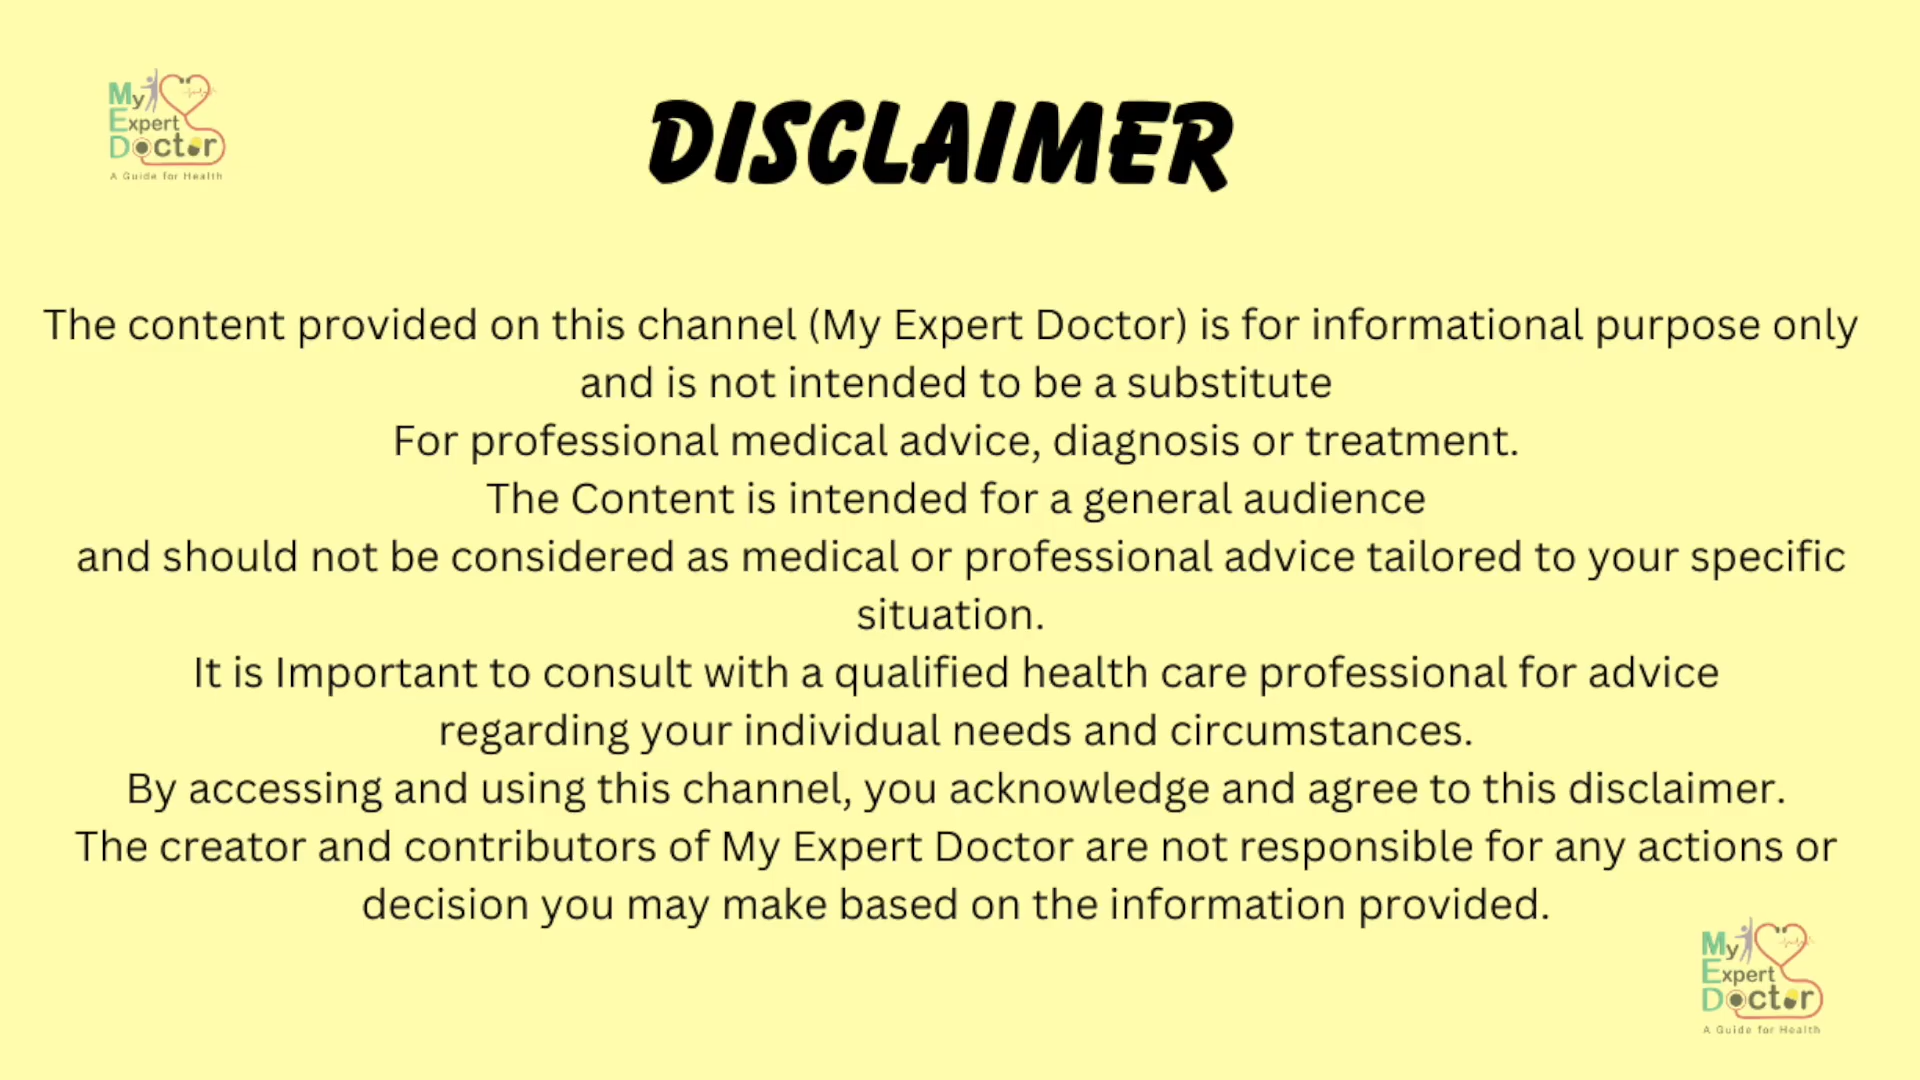 My
Expert
Doctor
A Guide for Health
DISCLAIMER
The content provided on this channel (My Expert Doctor) is for informational purpose only
and is not intended to be a substitute
For professional medical advice, diagnosis or treatment.
The Content is intended for a general audience
and should not be considered as medical or professional advice tailored to your specific
situation.
It is Important to consult with a qualified health care professional for advice
regarding your individual needs and circumstances.
By accessing and using this channel, you acknowledge and agree to this disclaimer.
The creator and contributors of My Expert Doctor are not responsible for any actions or
decision you may make based on the information provided.
My
Expert
Doctor
A Guide for Health